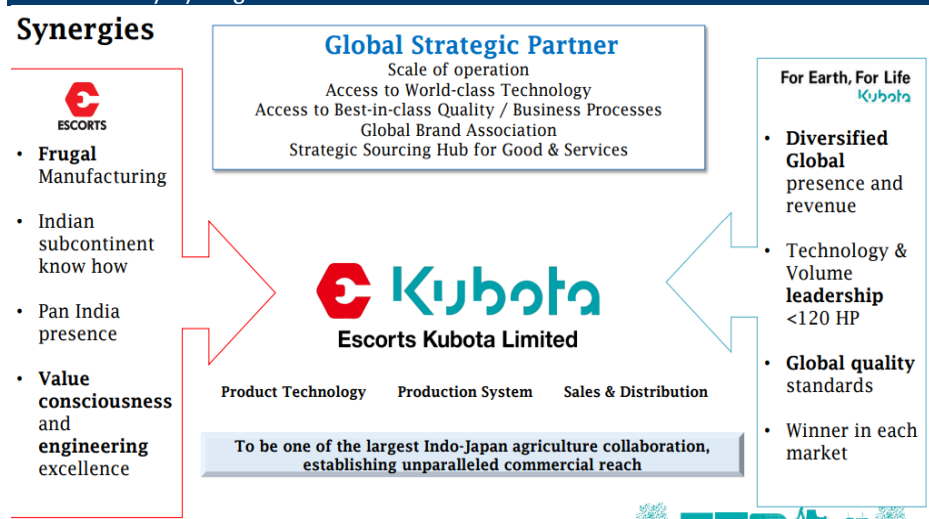 Synergies
Global Strategic Partner
Scale of operation
Access to World-class Technology
Access to Best-in-class Quality / Business Processes
Global Brand Association
Strategic Sourcing Hub for Good & Services
ESCORTS
• Frugal
Manufacturing
• Indian
subcontinent
know how
• Pan India
presence
• Value
consciousness
and
engineering
excellence
Kubota
Escorts Kubota Limited
Product Technology
Production System
Sales & Distribution
To be one of the largest Indo-Japan agriculture collaboration,
establishing unparalleled commercial reach
For Earth, For Life
Kubota
• Diversified
Global
presence and
revenue
• Technology &
Volume
leadership
<120 HP
• Global quality
standards
• Winner in each
market